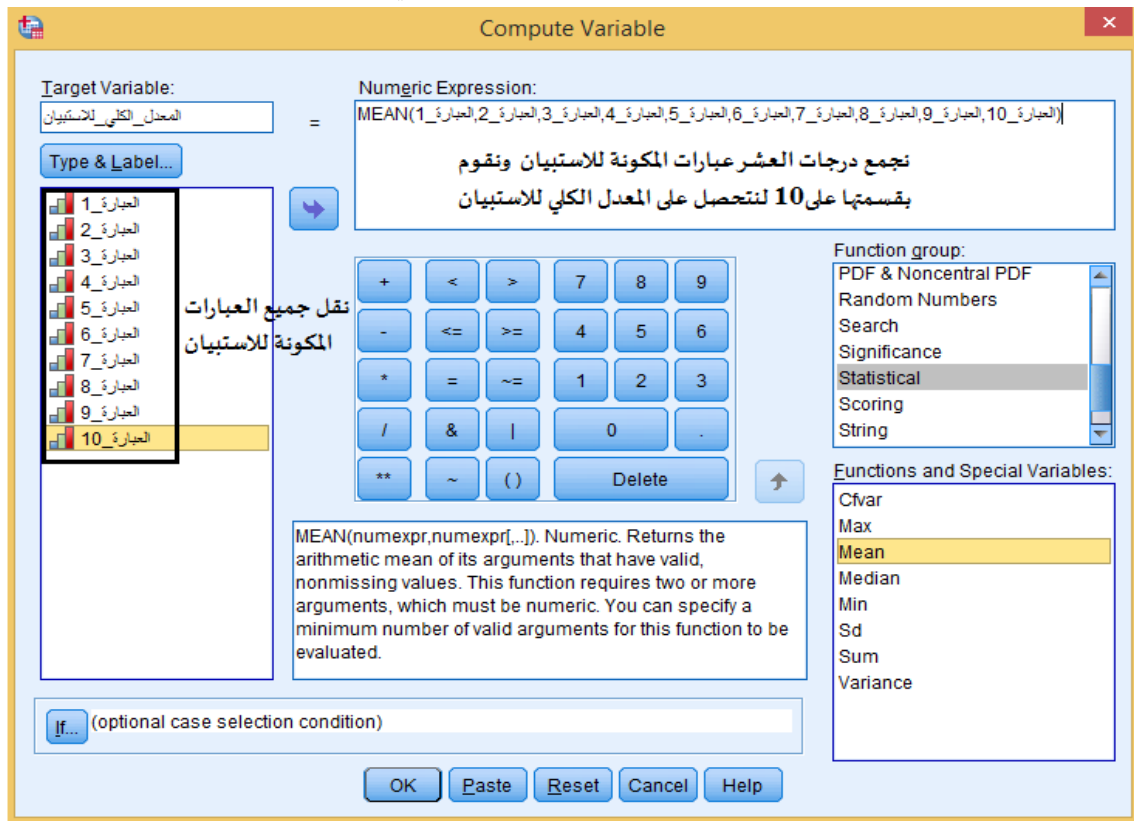 Compute Variable
Target Variable:
المعدل_الكلي_للاستبيان
=
Numeric Expression:
MEAN(العبارة_1,العبارة_2,العبارة_3,العبارة_4,العبارة_5,العبارة_6,العبارة_7,العبارة_8,العبارة_9,العبارة_10)
نجمع درجات العشر عبارات المكونة للاستبيان ونقوم
بقسمتها على10 لنتحصل على المعدل الكلي للاستبيان
Type & Label...
العبارة_1
العبارة_2
العبارة_3
العبارة_4
العبارة_5
العبارة_6
العبارة_7
العبارة_8
العبارة_9
العبارة_10
نقل جميع العبارات
المكونة للاستبيان
+ < > 7 8 9
- <= >= 4 5 6
* = ~= 1 2 3
/ & | 0 .
** ~ () Delete
Function group:
PDF & Noncentral PDF
Random Numbers
Search
Significance
Statistical
Scoring
String
Functions and Special Variables:
Cfvar
Max
Mean
Median
Min
Sd
Sum
Variance
MEAN(numexpr,numexpr[,..]). Numeric. Returns the
arithmetic mean of its arguments that have valid,
nonmissing values. This function requires two or more
arguments, which must be numeric. You can specify a
minimum number of valid arguments for this function to be
evaluated.
If... (optional case selection condition)
OK Paste Reset Cancel Help